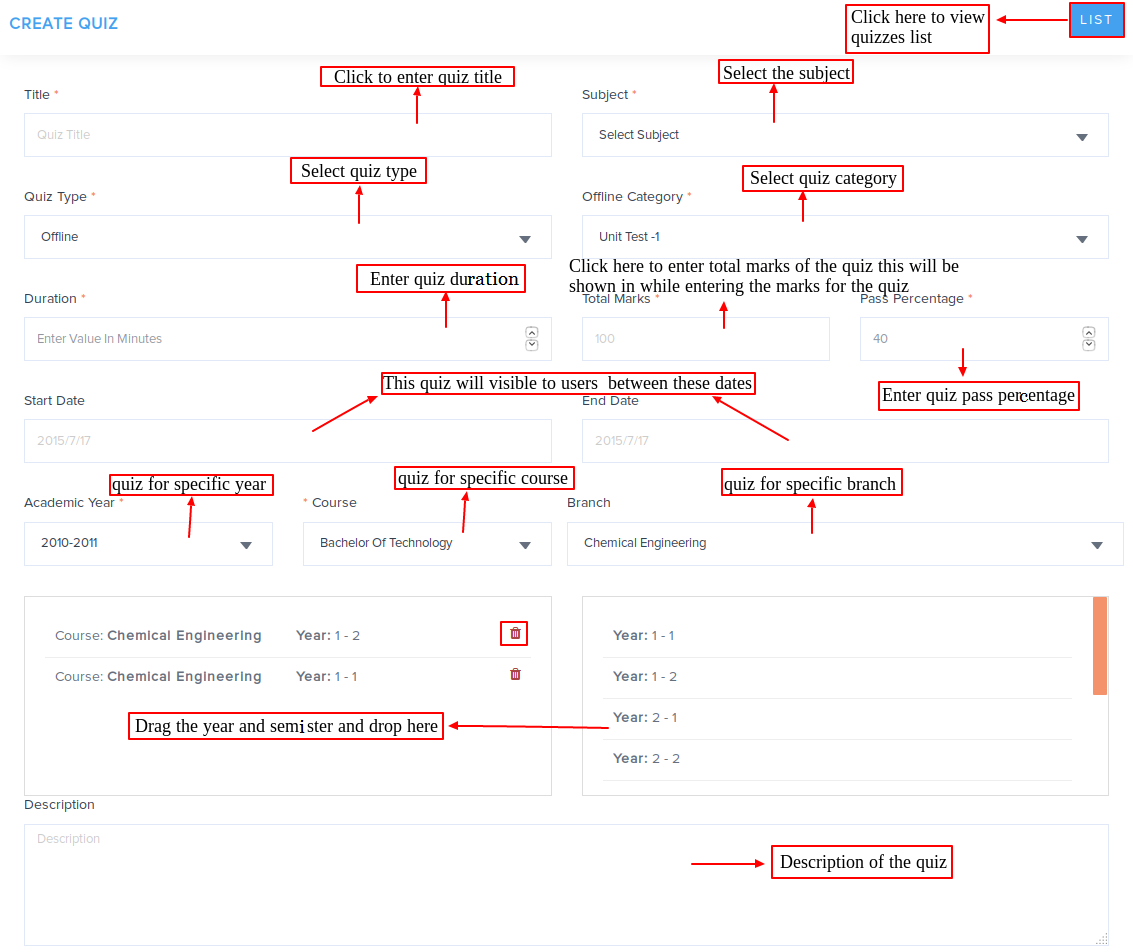 CREATE QUIZ
Click here to view
quizzes list
LIST
Click to enter quiz title
Select the subject
Title *
Subject *
Quiz Title
Select Subject
Select quiz type
Select quiz category
Quiz Type *
Offline Category *
Offline
Unit Test -1
Enter quiz duration
Click here to enter total marks of the quiz this will be
shown in while entering the marks for the quiz
Duration *
Total Marks *
Pass Percentage *
Enter Value In Minutes
100
40
This quiz will visible to users between these dates
Enter quiz pass percentage
Start Date
End Date
2015/7/17
2015/7/17
quiz for specific year
quiz for specific course
quiz for specific branch
Academic Year *
* Course
Branch
2010-2011
Bachelor Of Technology
Chemical Engineering
Course: Chemical Engineering Year: 1 - 2
Course: Chemical Engineering Year: 1 - 1
Drag the year and semister and drop here
Year: 1 - 1
Year: 1 - 2
Year: 2 - 1
Year: 2 - 2
Description
Description
Description of the quiz